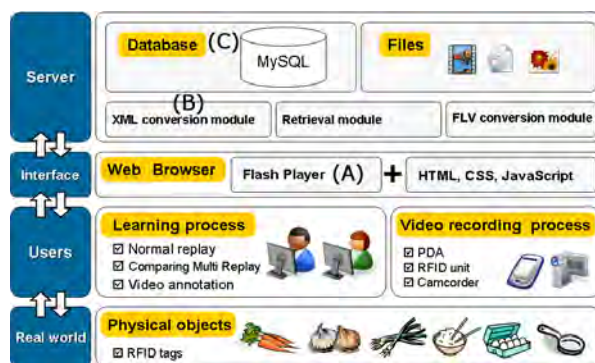 Server
Database (C)
MySQL
Files
(B)
XML conversion module
Retrieval module
FLV conversion module
Interface
Web Browser
Flash Player (A)
+
HTML, CSS, JavaScript
Users
Learning process
☑ Normal replay
☑ Comparing Multi Replay
☑ Video annotation
Video recording process
☑ PDA
☑ RFID unit
☑ Camcorder
Real world
Physical objects
☑ RFID tags